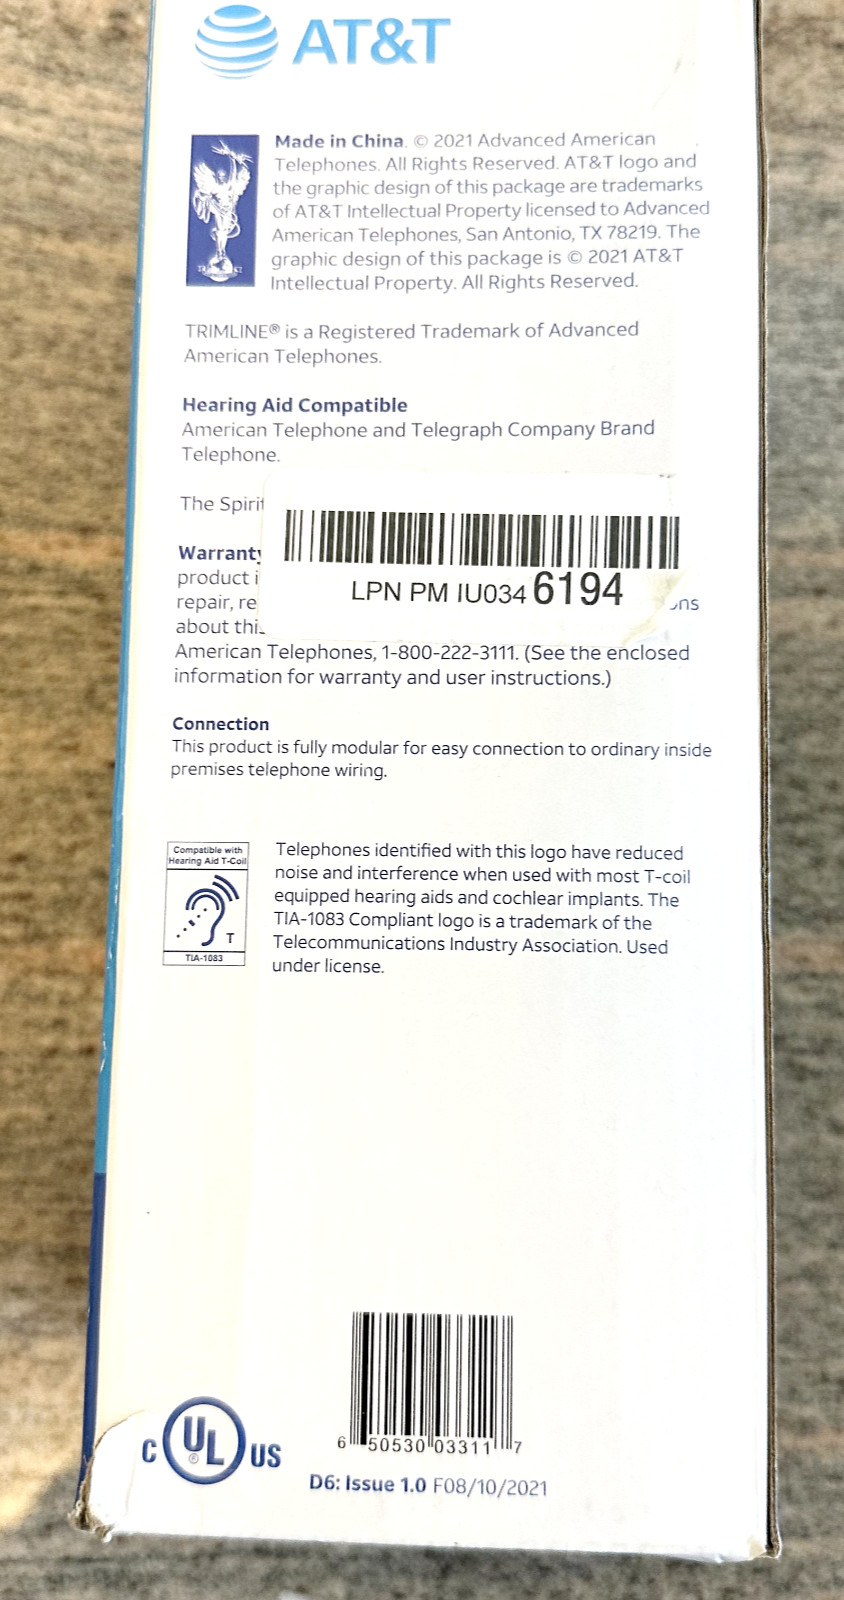 AT&T
Made in China. © 2021 Advanced American
Telephones. All Rights Reserved. AT&T logo and
the graphic design of this package are trademarks
of AT&T Intellectual Property licensed to Advanced
American Telephones, San Antonio, TX 78219. The
graphic design of this package is © 2021 AT&T
Intellectual Property. All Rights Reserved.
TRIMLINE® is a Registered Trademark of Advanced
American Telephones.
Hearing Aid Compatible
American Telephone and Telegraph Company Brand
Telephone.
The Spirit
Warranty
product i
LPN PM IU034 6194
repair, re
about this
American Telephones, 1-800-222-3111. (See the enclosed
information for warranty and user instructions.)
Connection
This product is fully modular for easy connection to ordinary inside
premises telephone wiring.
Compatible with
Hearing Aid T-Coil
T
TIA-1083
Telephones identified with this logo have reduced
noise and interference when used with most T-coil
equipped hearing aids and cochlear implants. The
TIA-1083 Compliant logo is a trademark of the
Telecommunications Industry Association. Used
under license.
C UL ® US
6 50530 03311 7
D6: Issue 1.0 F08/10/2021